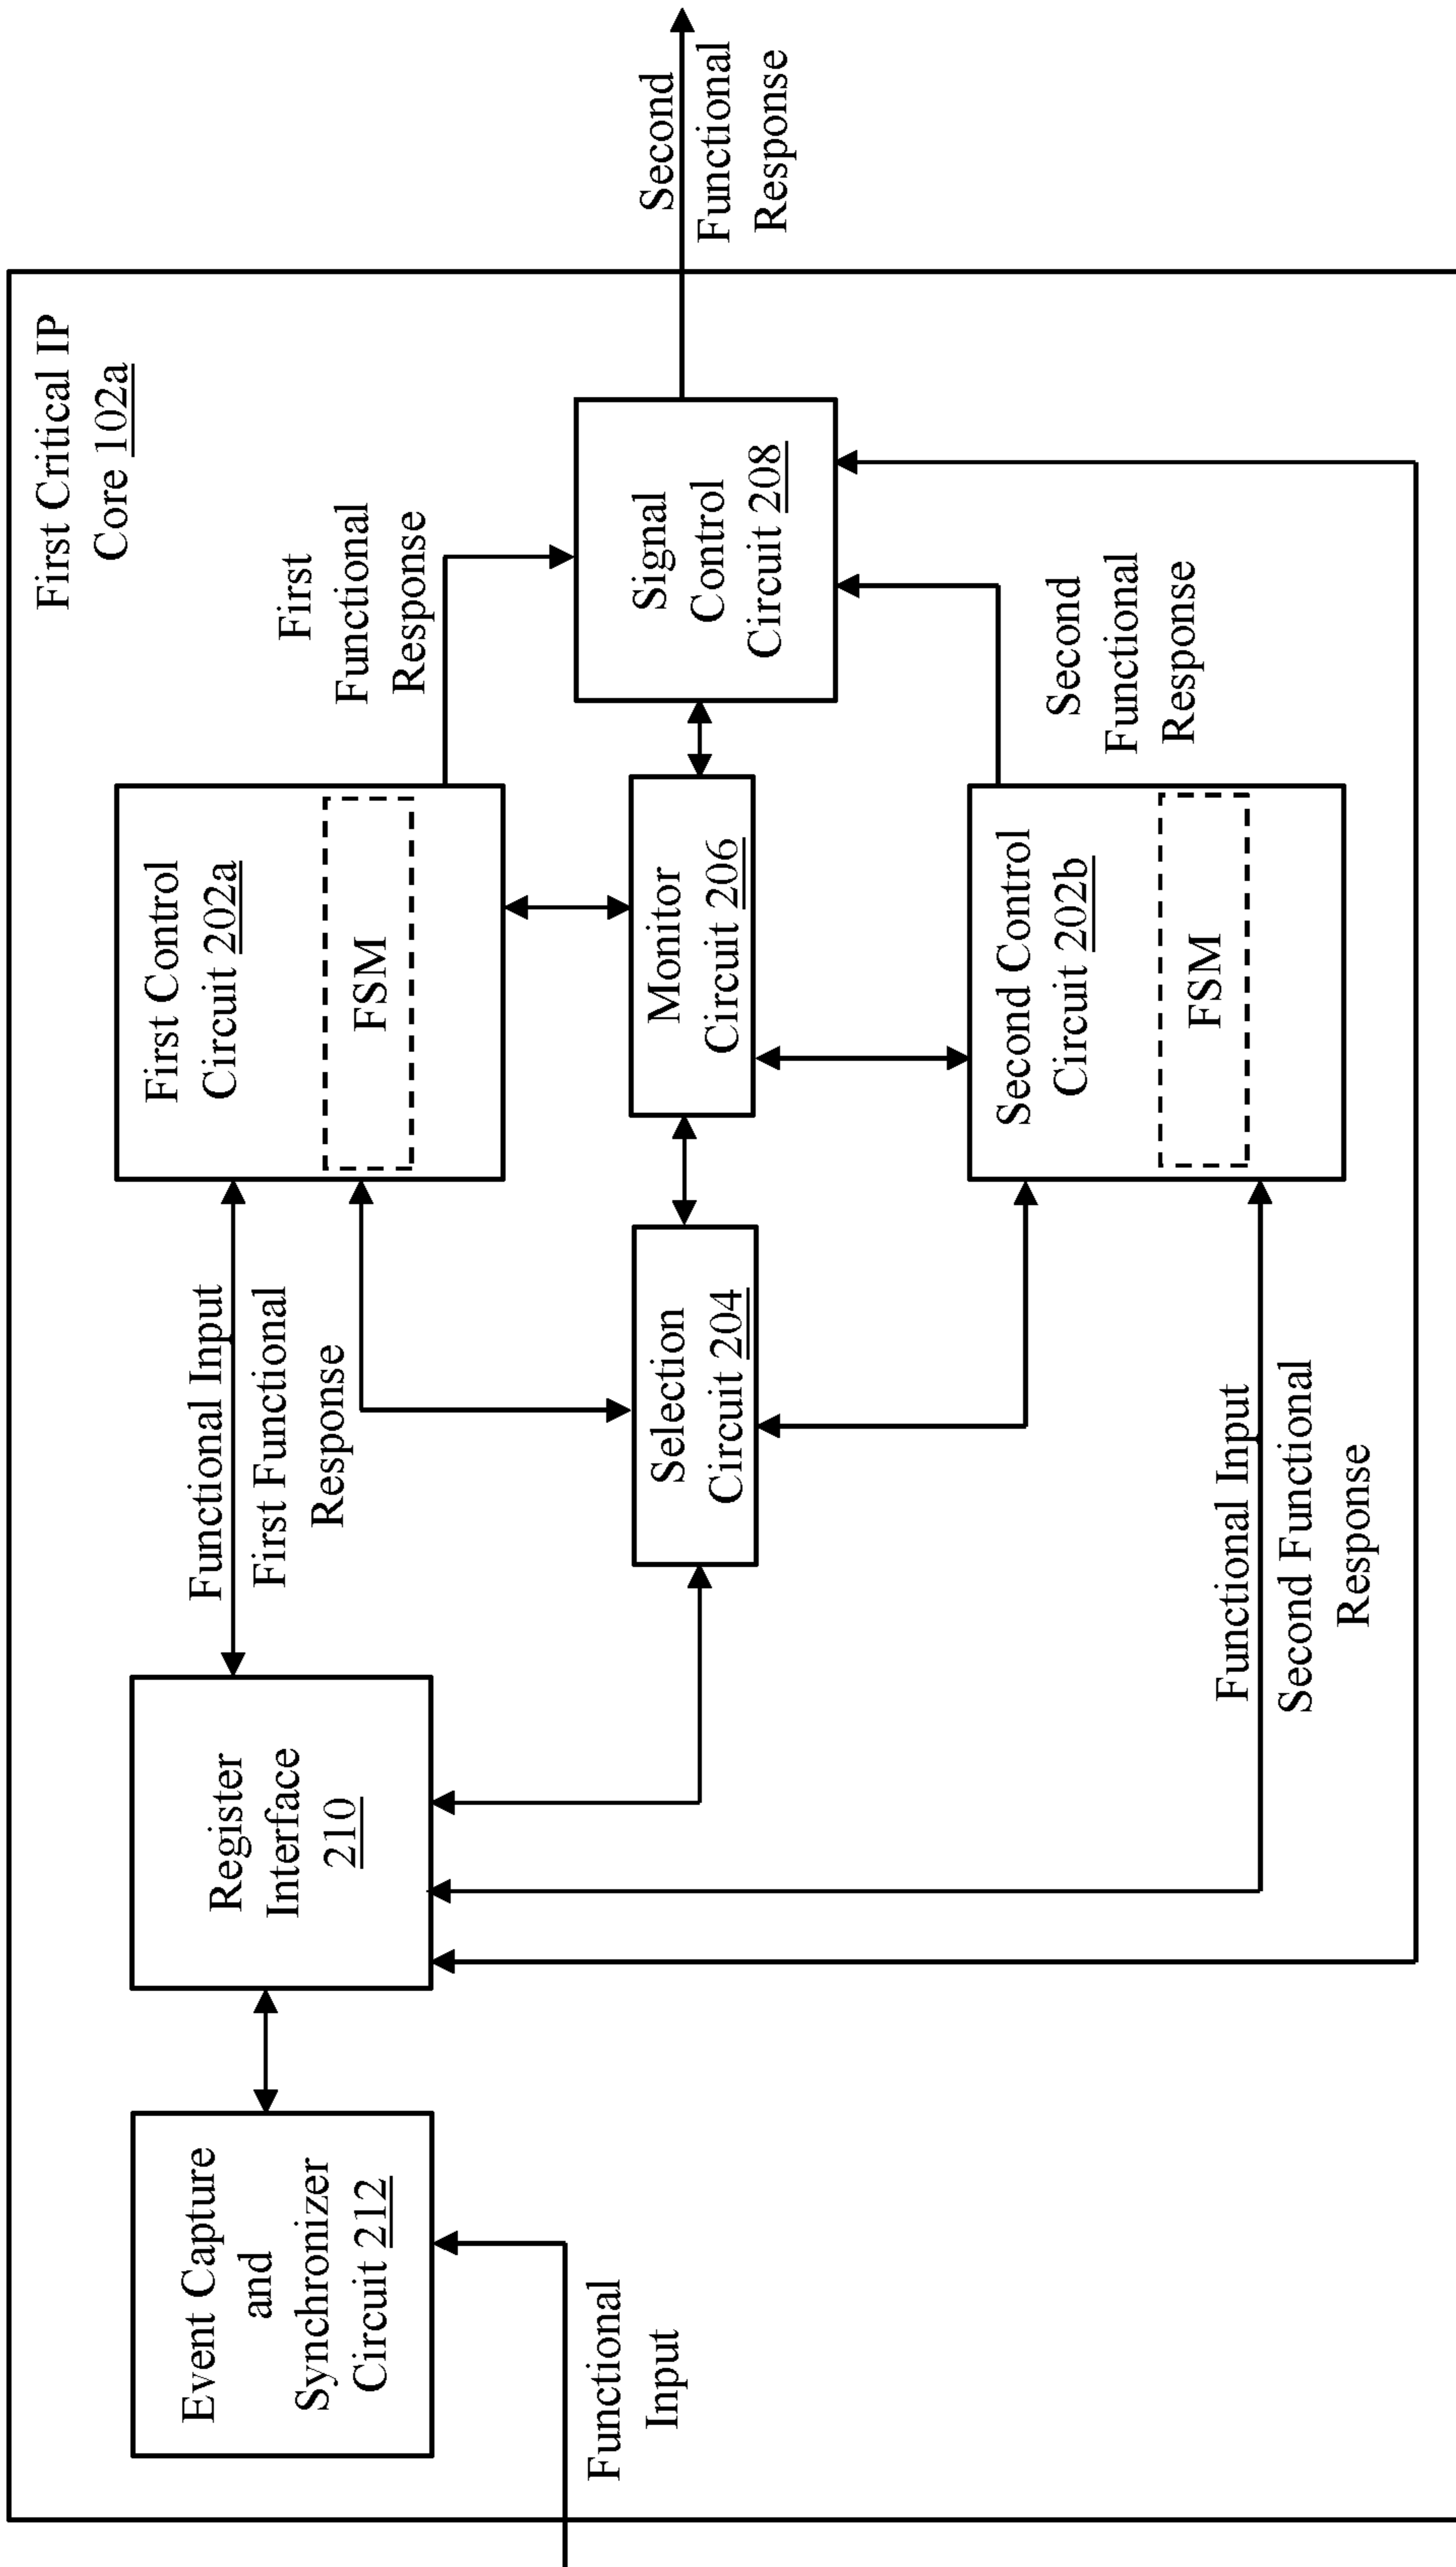 First Critical IP
Core 102a
Event Capture
and
Synchronizer
Circuit 212
Functional
Input
Register
Interface
210
Functional Input
First Functional
Response
First Control
Circuit 202a
FSM
First
Functional
Response
Selection
Circuit 204
Monitor
Circuit 206
Signal
Control
Circuit 208
Second
Functional
Response
Functional Input
Second Functional
Response
Second Control
Circuit 202b
FSM
Second
Functional
Response